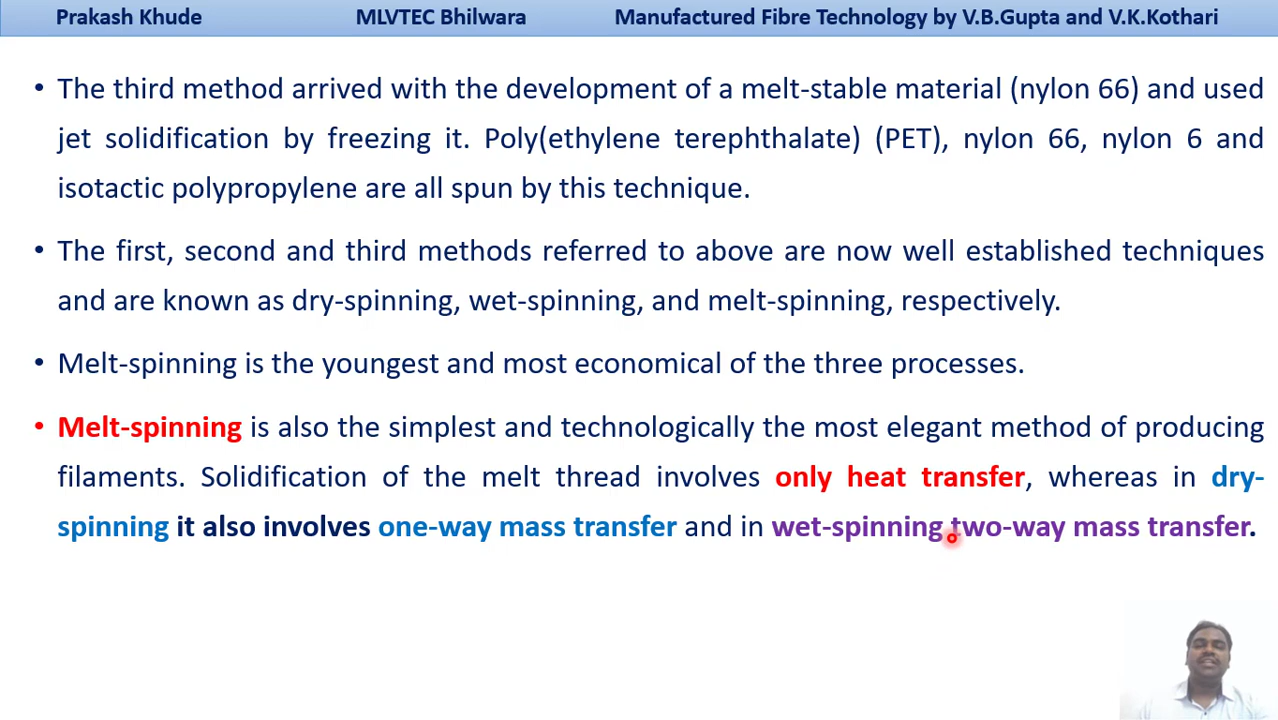 Prakash Khude MLVTEC Bhilwara Manufactured Fibre Technology by V.B.Gupta and V.K.Kothari
• The third method arrived with the development of a melt-stable material (nylon 66) and used
jet solidification by freezing it. Poly(ethylene terephthalate) (PET), nylon 66, nylon 6 and
isotactic polypropylene are all spun by this technique.
• The first, second and third methods referred to above are now well established techniques
and are known as dry-spinning, wet-spinning, and melt-spinning, respectively.
• Melt-spinning is the youngest and most economical of the three processes.
• Melt-spinning is also the simplest and technologically the most elegant method of producing
filaments. Solidification of the melt thread involves only heat transfer, whereas in dry-
spinning it also involves one-way mass transfer and in wet-spinning two-way mass transfer.